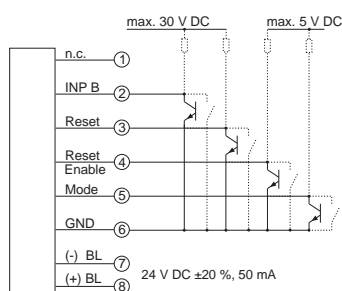 max. 30 V DC
max. 5 V DC
n.c. 1
INP B 2
Reset 3
Reset
Enable 4
Mode 5
GND 6
(-) BL 7
24 V DC ±20 %, 50 mA
(+) BL 8